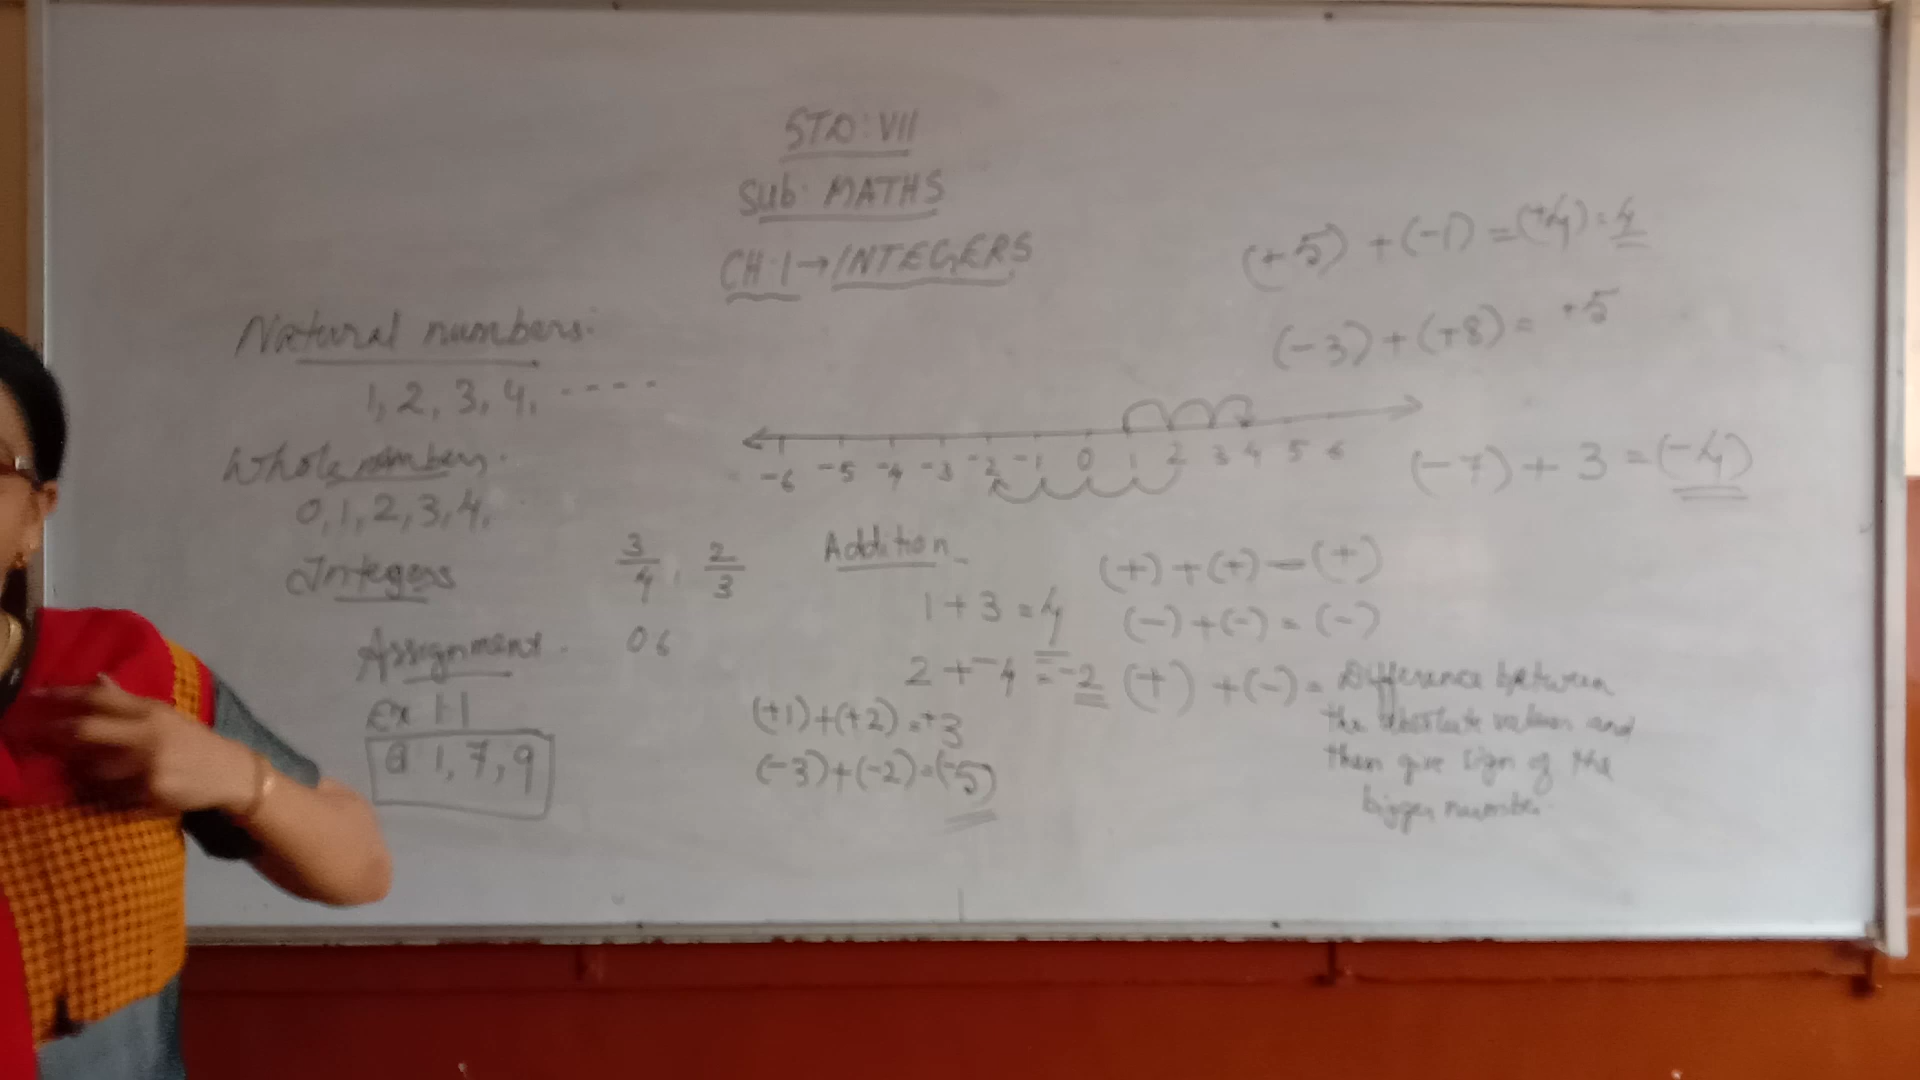 STD: VII
Sub: MATHS
CH:1→INTEGERS
Natural numbers:
1, 2, 3, 4, ----
Whole numbers.
0, 1, 2, 3, 4,
Integers
3/4, 2/3
Assignment. 06
Ex 1.1
Q 1, 7, 9
-6 -5 -4 -3 -2 -1 0 1 2 3 4 5 6
Addition
1 + 3 = 4
2 + -4 = -2
(+1)+(+2)=+3
(-3)+(-2)=(-5)
(+5) + (-1) = (+4) = 4
(-3) + (+8) = +5
(-7) + 3 = (-4)
(+) + (+) - (+)
(-) + (-) = (-)
(+) + (-) = Difference between
the absolute values and
then give sign of the
bigger number.